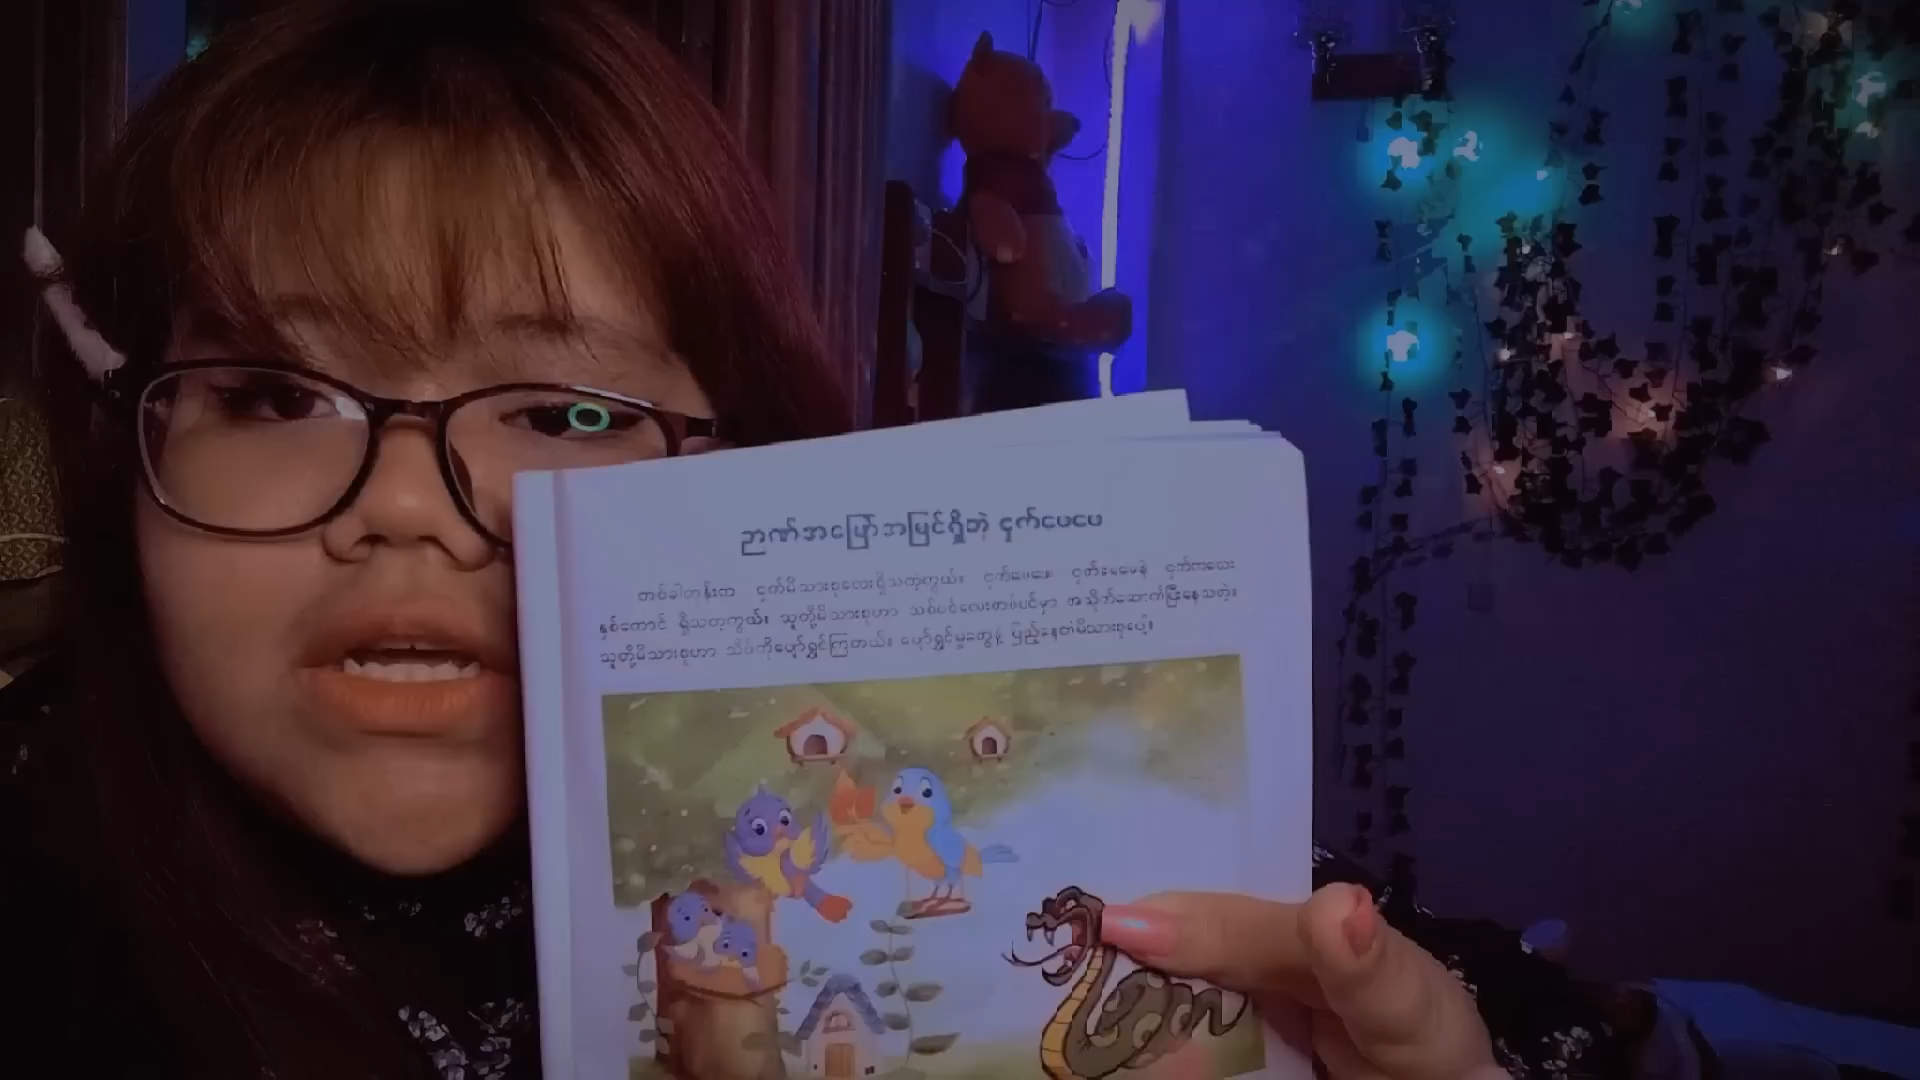 ဉာဏ်အမြော်အမြင်ရှိတဲ့ ငှက်ဖေဖေ
တစ်ခါတုန်းက ငှက်မိသားစုလေးရှိသတဲ့ကွယ်။ ငှက်ဖေဖေ၊ ငှက်မေမေနဲ့ ငှက်ကလေး
နှစ်ကောင် ရှိသတဲ့ကွယ်။ သူတို့မိသားစုဟာ သစ်ပင်လေးတစ်ပင်မှာ အသိုက်ဆောက်ပြီးနေသတဲ့။
သူတို့မိသားစုဟာ သိပ်ကိုပျော်ရွှင်ကြတယ်။ ပျော်ရွှင်မှုတွေနဲ့ ပြည့်နေတဲ့မိသားစုပေါ့။